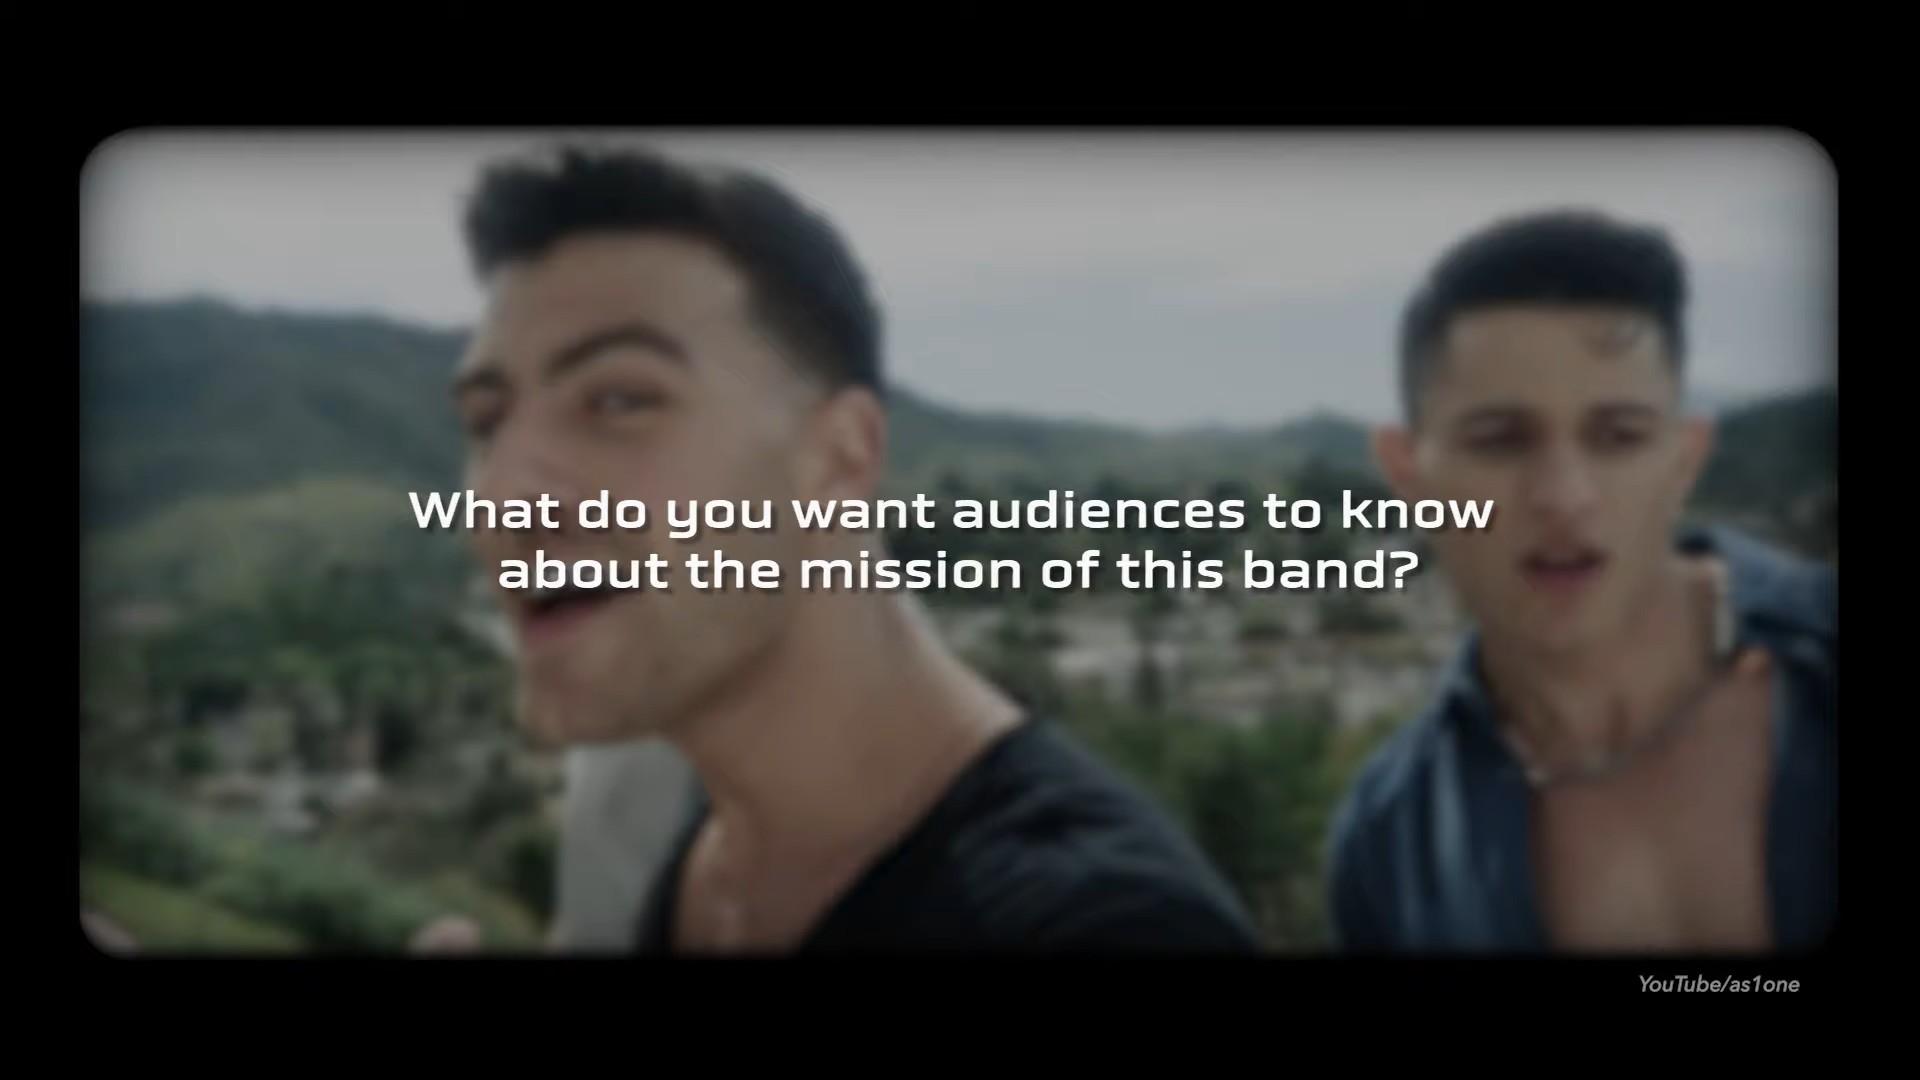 What do you want audiences to know
about the mission of this band?
YouTube/as1one